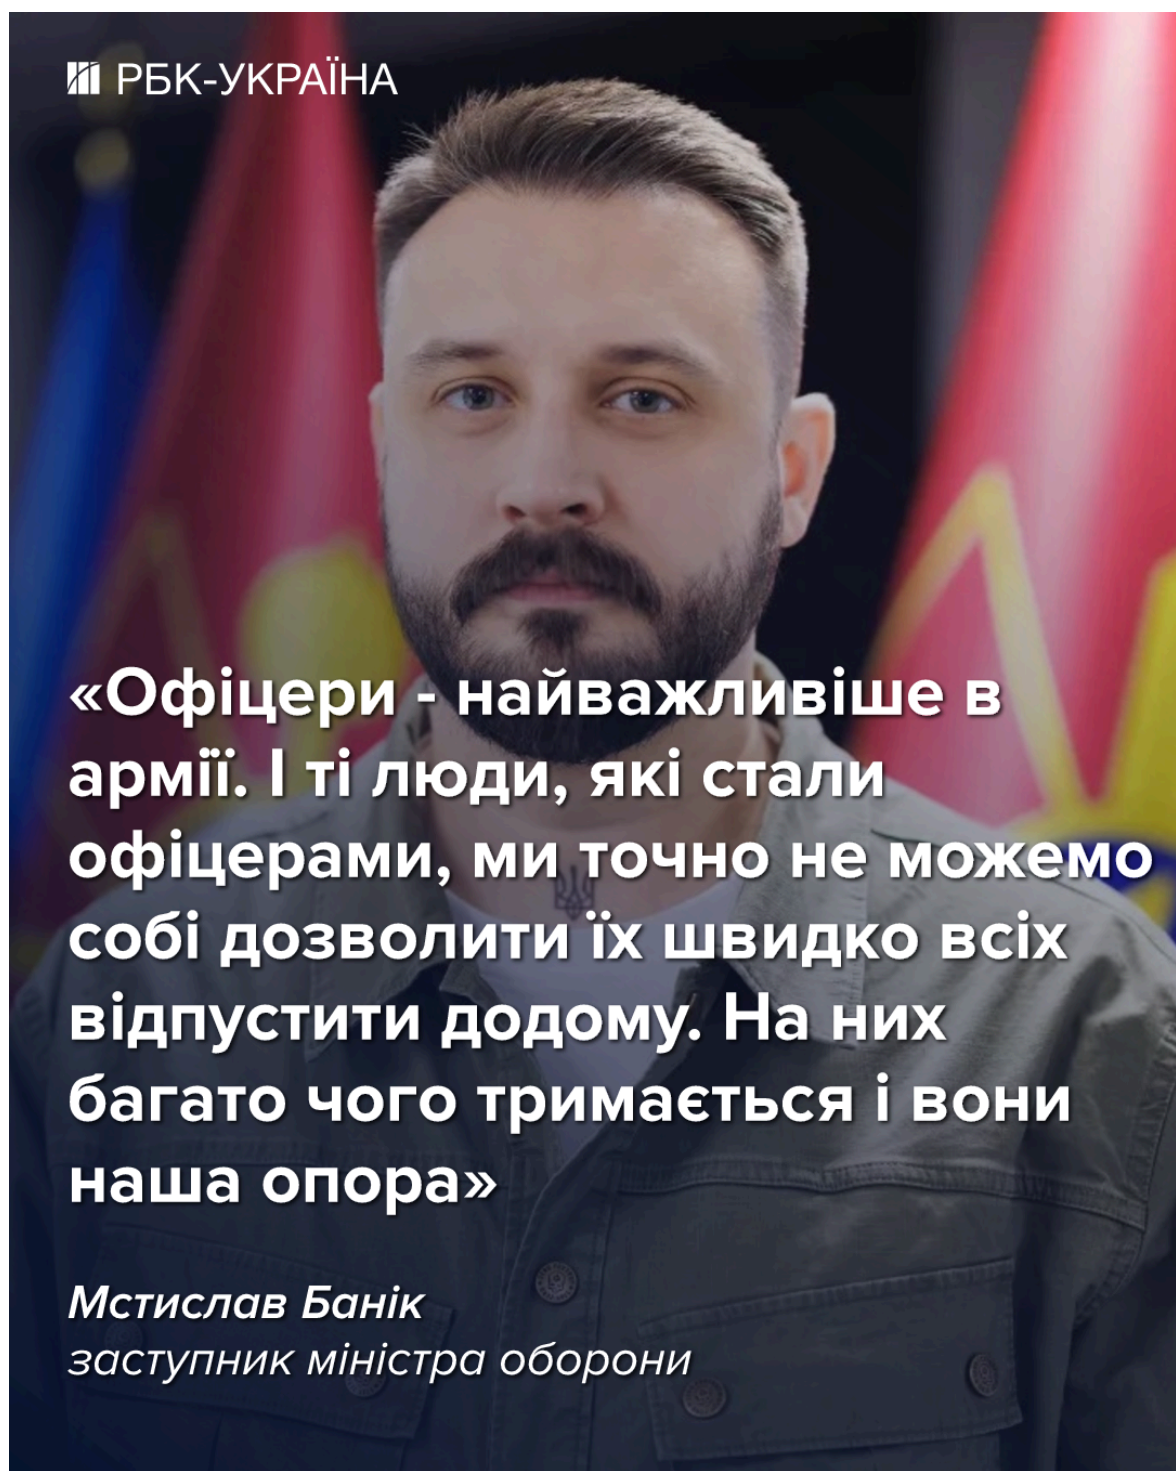 РБК-УКРАЇНА
«Офіцери - найважливіше в
армії. І ті люди, які стали
офіцерами, ми точно не можемо
собі дозволити їх швидко всіх
відпустити додому. На них
багато чого тримається і вони
наша опора»
Мстислав Банік
заступник міністра оборони